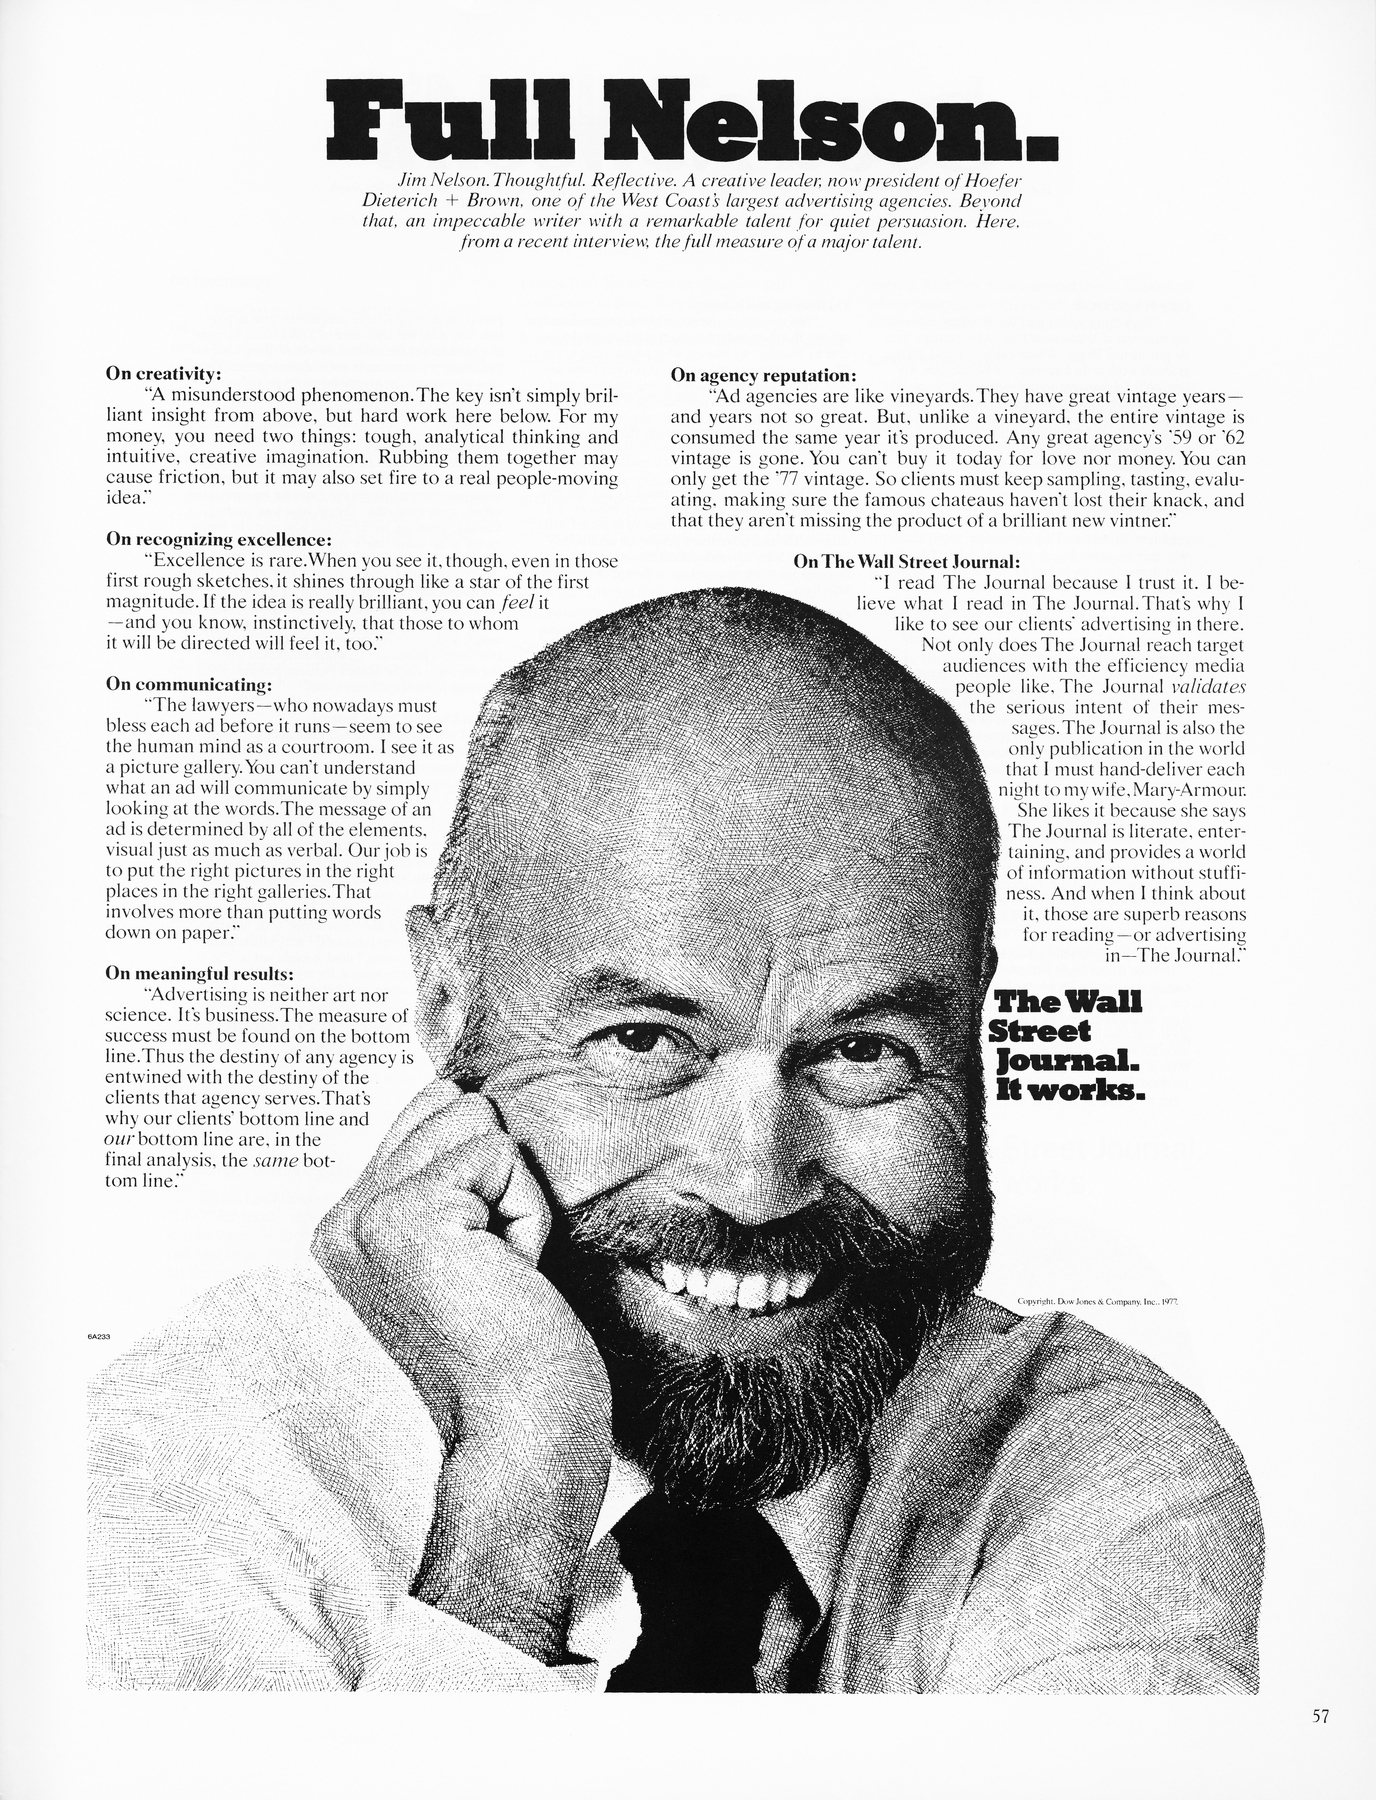 Full Nelson.
Jim Nelson. Thoughtful. Reflective. A creative leader, now president of Hoefer
Dieterich + Brown, one of the West Coast's largest advertising agencies. Beyond
that, an impeccable writer with a remarkable talent for quiet persuasion. Here,
from a recent interview, the full measure of a major talent.
On creativity:
“A misunderstood phenomenon. The key isn't simply bril-
liant insight from above, but hard work here below. For my
money, you need two things: tough, analytical thinking and
intuitive, creative imagination. Rubbing them together may
cause friction, but it may also set fire to a real people-moving
idea.”
On recognizing excellence:
“Excellence is rare. When you see it, though, even in those
first rough sketches, it shines through like a star of the first
magnitude. If the idea is really brilliant, you can feel it
—and you know, instinctively, that those to whom
it will be directed will feel it, too.”
On communicating:
“The lawyers—who nowadays must
bless each ad before it runs—seem to see
the human mind as a courtroom. I see it as
a picture gallery. You can't understand
what an ad will communicate by simply
looking at the words. The message of an
ad is determined by all of the elements,
visual just as much as verbal. Our job is
to put the right pictures in the right
places in the right galleries. That
involves more than putting words
down on paper.”
On meaningful results:
“Advertising is neither art nor
science. It's business. The measure of
success must be found on the bottom
line. Thus the destiny of any agency is
entwined with the destiny of the
clients that agency serves. That's
why our clients' bottom line and
our bottom line are, in the
final analysis, the same bot-
tom line.”
On agency reputation:
“Ad agencies are like vineyards. They have great vintage years—
and years not so great. But, unlike a vineyard, the entire vintage is
consumed the same year it's produced. Any great agency's '59 or '62
vintage is gone. You can't buy it today for love nor money. You can
only get the '77 vintage. So clients must keep sampling, tasting, evalu-
ating, making sure the famous chateaus haven't lost their knack, and
that they aren't missing the product of a brilliant new vintner.”
On The Wall Street Journal:
“I read The Journal because I trust it. I be-
lieve what I read in The Journal. That's why I
like to see our clients' advertising in there.
Not only does The Journal reach target
audiences with the efficiency media
people like, The Journal validates
the serious intent of their mes-
sages. The Journal is also the
only publication in the world
that I must hand-deliver each
night to my wife, Mary-Armour.
She likes it because she says
The Journal is literate, enter-
taining, and provides a world
of information without stuffi-
ness. And when I think about
it, those are superb reasons
for reading—or advertising
in—The Journal.”
The Wall
Street
Journal.
It works.
Copyright, Dow Jones & Company, Inc., 1977.
6A233
57